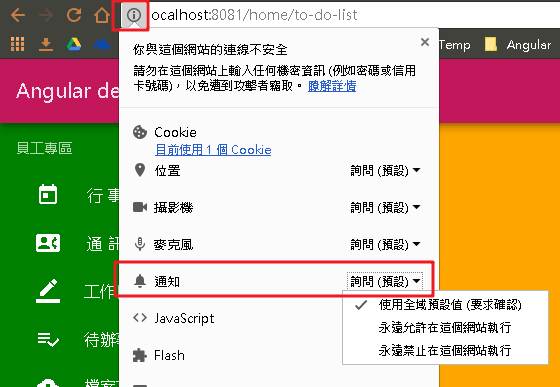 localhost:8081/home/to-do-list
Temp
Angular
Angular de
你與這個網站的連線不安全
請勿在這個網站上輸入任何機密資訊 (例如密碼或信用
卡號碼)，以免遭到攻擊者竊取。瞭解詳情
員工專區
行 事
通 訊
工作
待辦事
檔案
Cookie
目前使用 1 個 Cookie
位置 詢問 (預設)
攝影機 詢問 (預設)
麥克風 詢問 (預設)
通知 詢問 (預設)
JavaScript
Flash
使用全域預設值 (要求確認)
永遠允許在這個網站執行
永遠禁止在這個網站執行